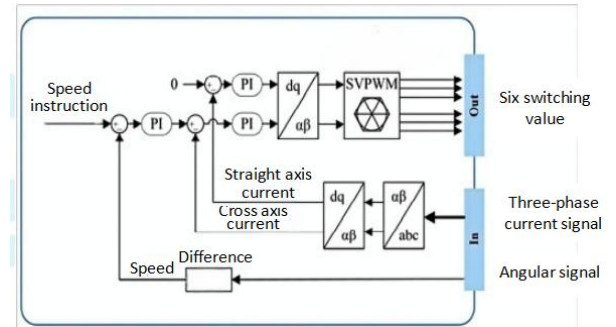 0
PI
dq
αβ
SVPWM
Out
Six switching
value
Speed
instruction
PI
PI
Straight axis
current
Cross axis
current
dq
αβ
αβ
abc
In
Three-phase
current signal
Angular signal
Speed
Difference